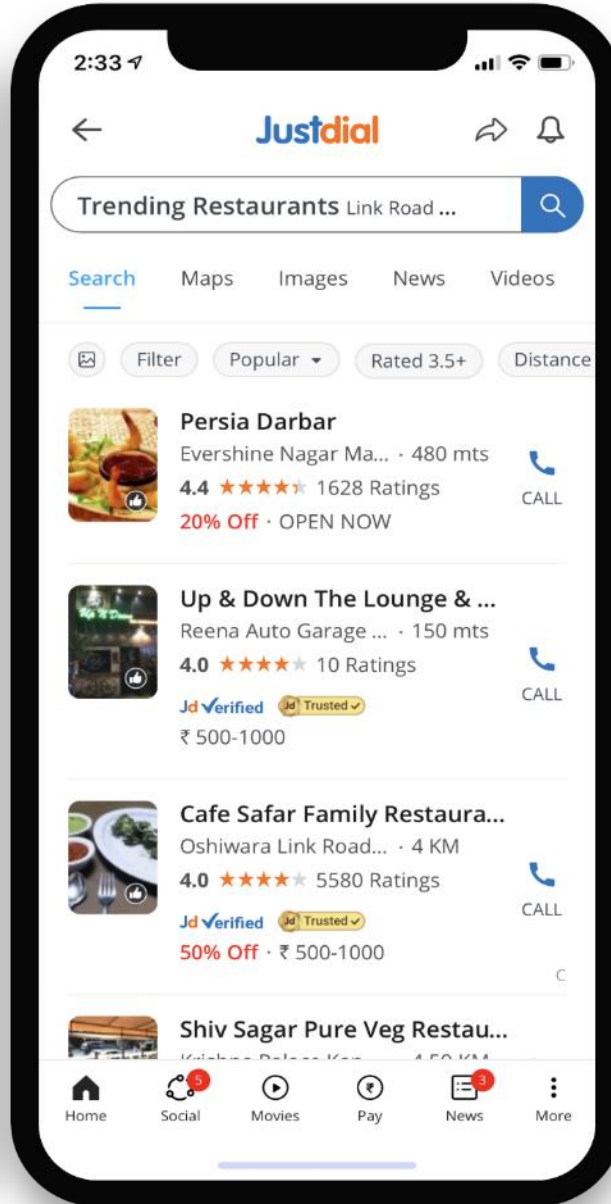 2:33
Justdial
Trending Restaurants Link Road ...
Search Maps Images News Videos
Filter Popular Rated 3.5+ Distance
Persia Darbar
Evershine Nagar Ma... · 480 mts
4.4 1628 Ratings
CALL
20% Off · OPEN NOW
Up & Down The Lounge & ...
Reena Auto Garage ... · 150 mts
4.0 10 Ratings
CALL
Jd Verified Jd Trusted
₹ 500-1000
Cafe Safar Family Restaura...
Oshiwara Link Road... · 4 KM
4.0 5580 Ratings
CALL
Jd Verified Jd Trusted
50% Off · ₹ 500-1000
C
Shiv Sagar Pure Veg Restau...
5 3
Home Social Movies Pay News More